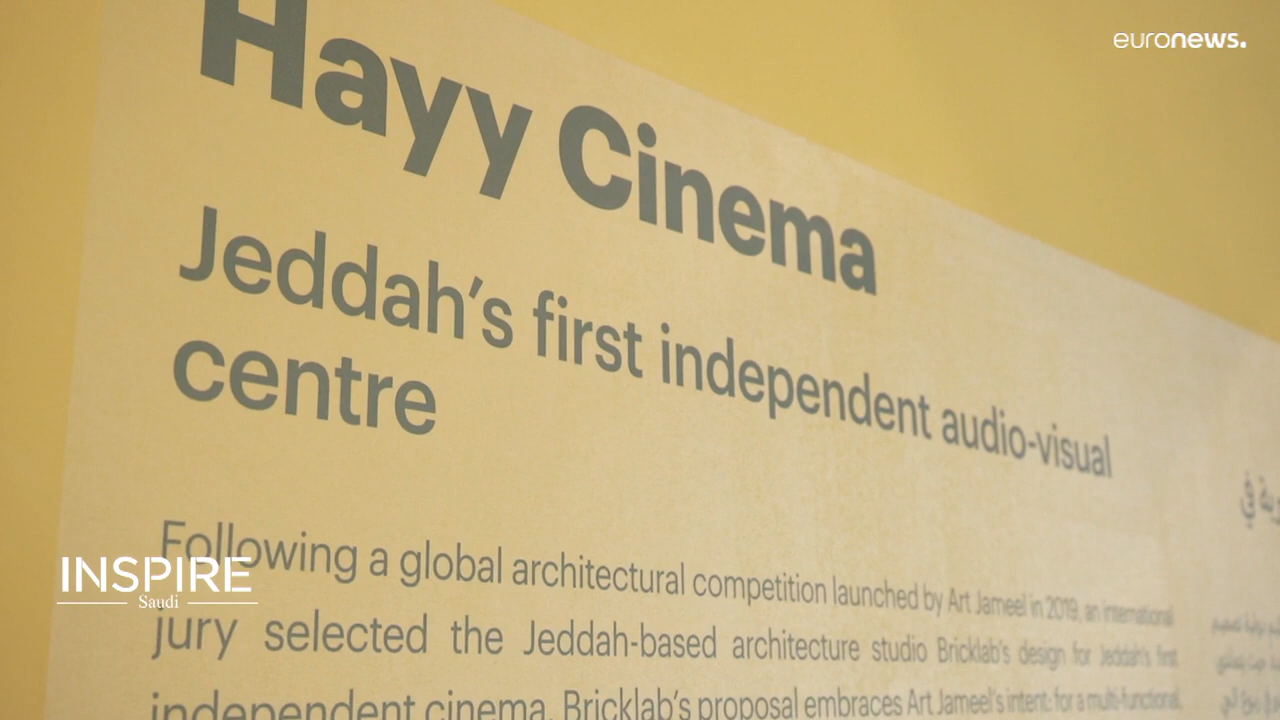 euronews.
Hayy Cinema
Jeddah's first independent audio-visual
centre
Following a global architectural competition launched by Art Jameel in 2019, an international
jury selected the Jeddah-based architecture studio Bricklab's design for Jeddah's first
independent cinema. Bricklab's proposal embraces Art Jameel's intent: for a multi-functional
INSPIRE
Saudi